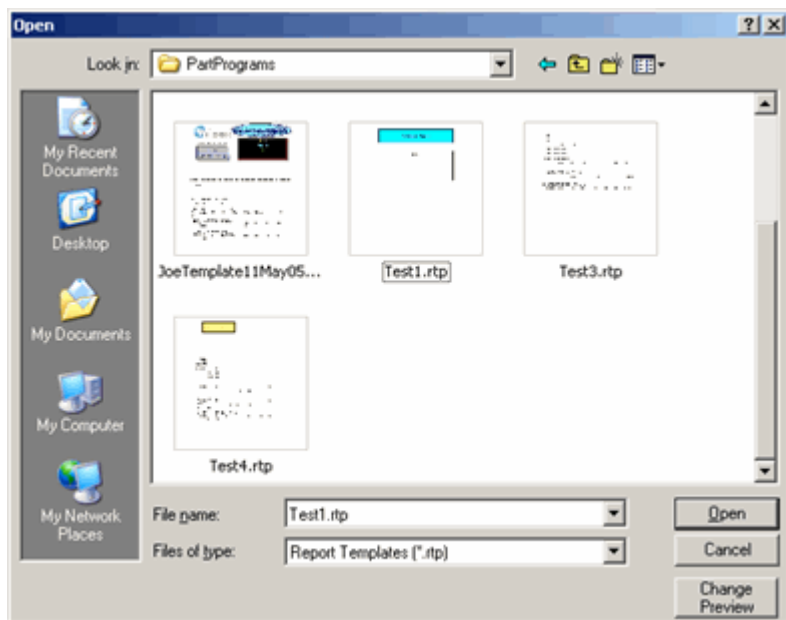 Open
Look in:
PartPrograms
My Recent
Documents
Desktop
My Documents
My Computer
My Network
Places
JoeTemplate11May05...
Test1.rtp
Test3.rtp
Test4.rtp
File name:
Test1.rtp
Open
Files of type:
Report Templates (*.rtp)
Cancel
Change
Preview